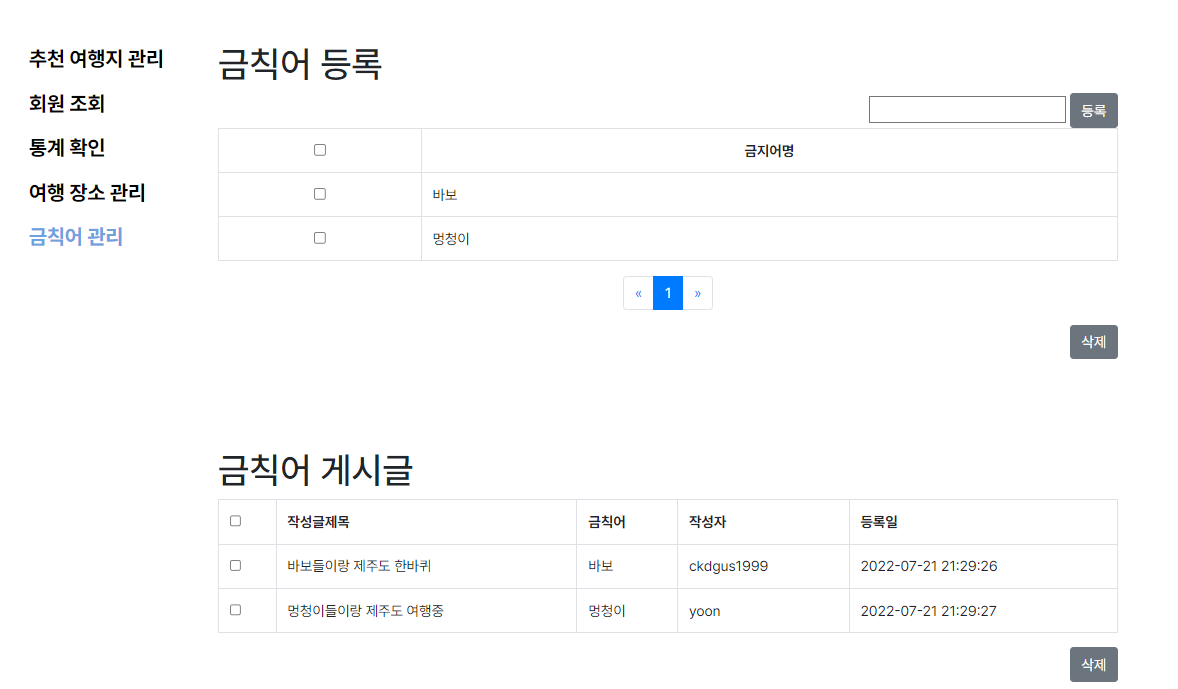 추천 여행지 관리
회원 조회
통계 확인
여행 장소 관리
금칙어 관리
금칙어 등록
등록
금지어명
바보
멍청이
« 1 »
삭제
금칙어 게시글
작성글제목 금칙어 작성자 등록일
바보들이랑 제주도 한바퀴 바보 ckdgus1999 2022-07-21 21:29:26
멍청이들이랑 제주도 여행중 멍청이 yoon 2022-07-21 21:29:27
삭제